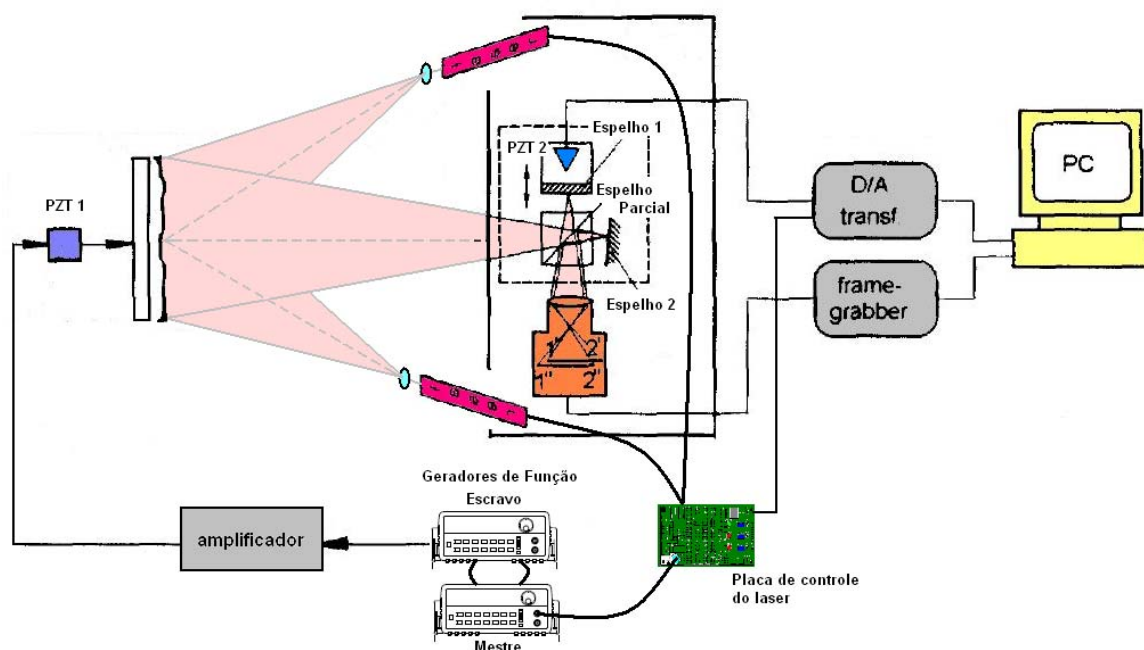 Espelho 1
PZT 2
Espelho
Parcial
PC
D/A
transf.
PZT 1
frame-
grabber
Espelho 2
1' 2'
1" 2"
Geradores de Função
Escravo
amplificador
Placa de controle
do laser
Mestre